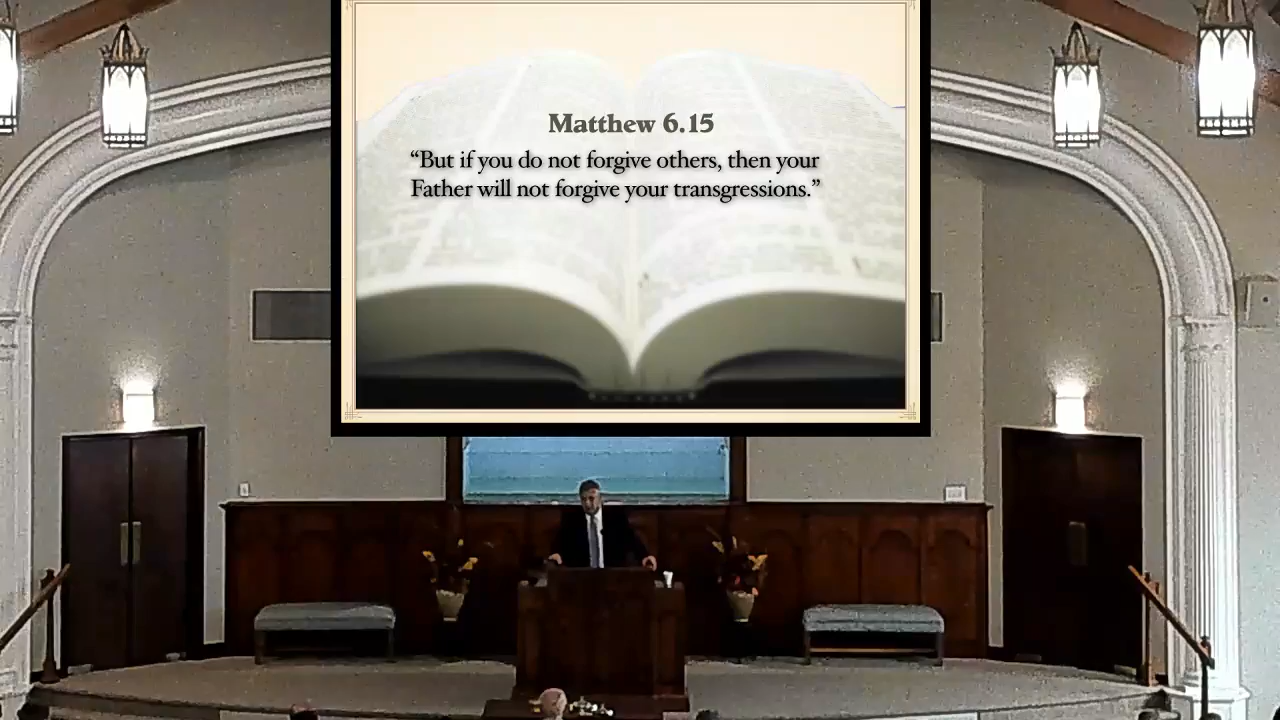 Matthew 6.15
“But if you do not forgive others, then your
Father will not forgive your transgressions.”